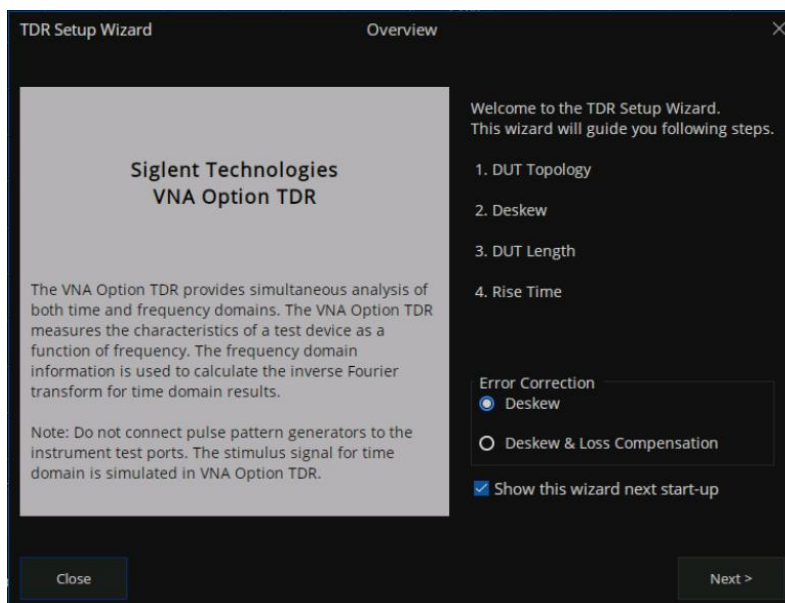 TDR Setup Wizard
Overview
Siglent Technologies
VNA Option TDR
The VNA Option TDR provides simultaneous analysis of
both time and frequency domains. The VNA Option TDR
measures the characteristics of a test device as a
function of frequency. The frequency domain
information is used to calculate the inverse Fourier
transform for time domain results.
Note: Do not connect pulse pattern generators to the
instrument test ports. The stimulus signal for time
domain is simulated in VNA Option TDR.
Welcome to the TDR Setup Wizard.
This wizard will guide you following steps.
1. DUT Topology
2. Deskew
3. DUT Length
4. Rise Time
Error Correction
Deskew
Deskew & Loss Compensation
Show this wizard next start-up
Close
Next >